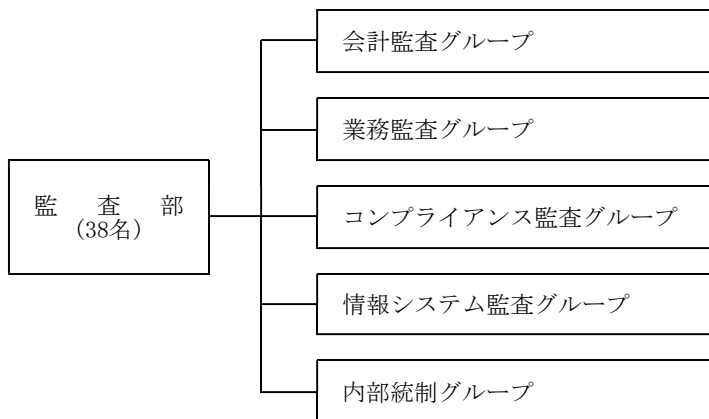 会計監査グループ
業務監査グループ
監査部
(38名)
コンプライアンス監査グループ
情報システム監査グループ
内部統制グループ